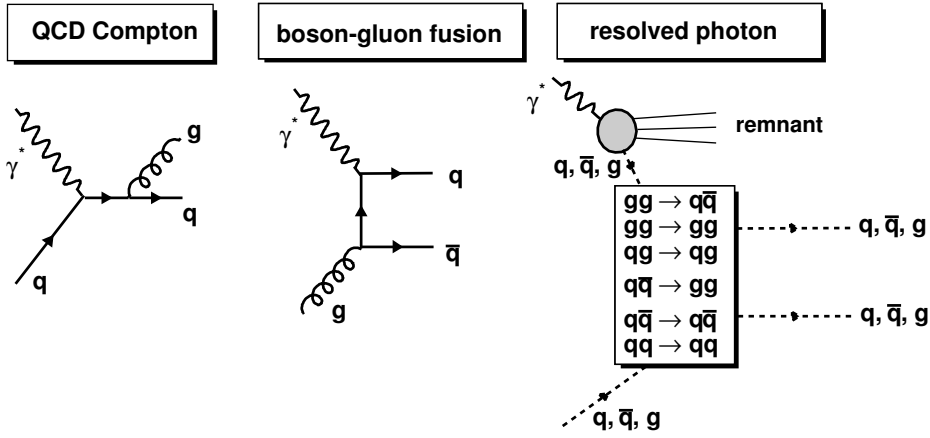 QCD Compton
γ*
g
q
q
boson-gluon fusion
γ*
q
q̅
g
resolved photon
γ*
remnant
q, q̅, g
gg → qq̅
gg → gg
qg → qg
qq̅ → gg
qq̅ → qq̅
qq → qq
q, q̅, g
q, q̅, g
q, q̅, g